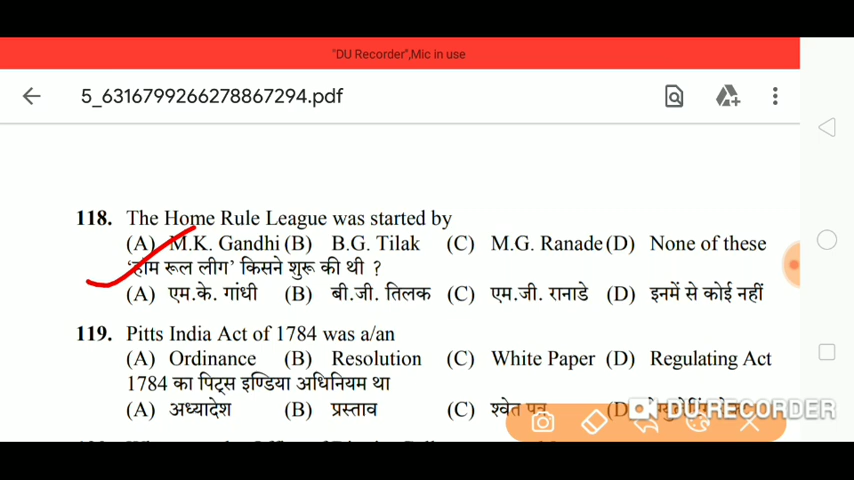 "DU Recorder",Mic in use
5_6316799266278867294.pdf
118. The Home Rule League was started by
(A) M.K. Gandhi (B) B.G. Tilak (C) M.G. Ranade (D) None of these
‘होम रूल लीग’ किसने शुरू की थी ?
(A) एम.के. गांधी (B) बी.जी. तिलक (C) एम.जी. रानाडे (D) इनमें से कोई नहीं
119. Pitts India Act of 1784 was a/an
(A) Ordinance (B) Resolution (C) White Paper (D) Regulating Act
1784 का पिट्स इण्डिया अधिनियम था
(A) अध्यादेश (B) प्रस्ताव (C) श्वेत पत्र (D)
DU RECORDER